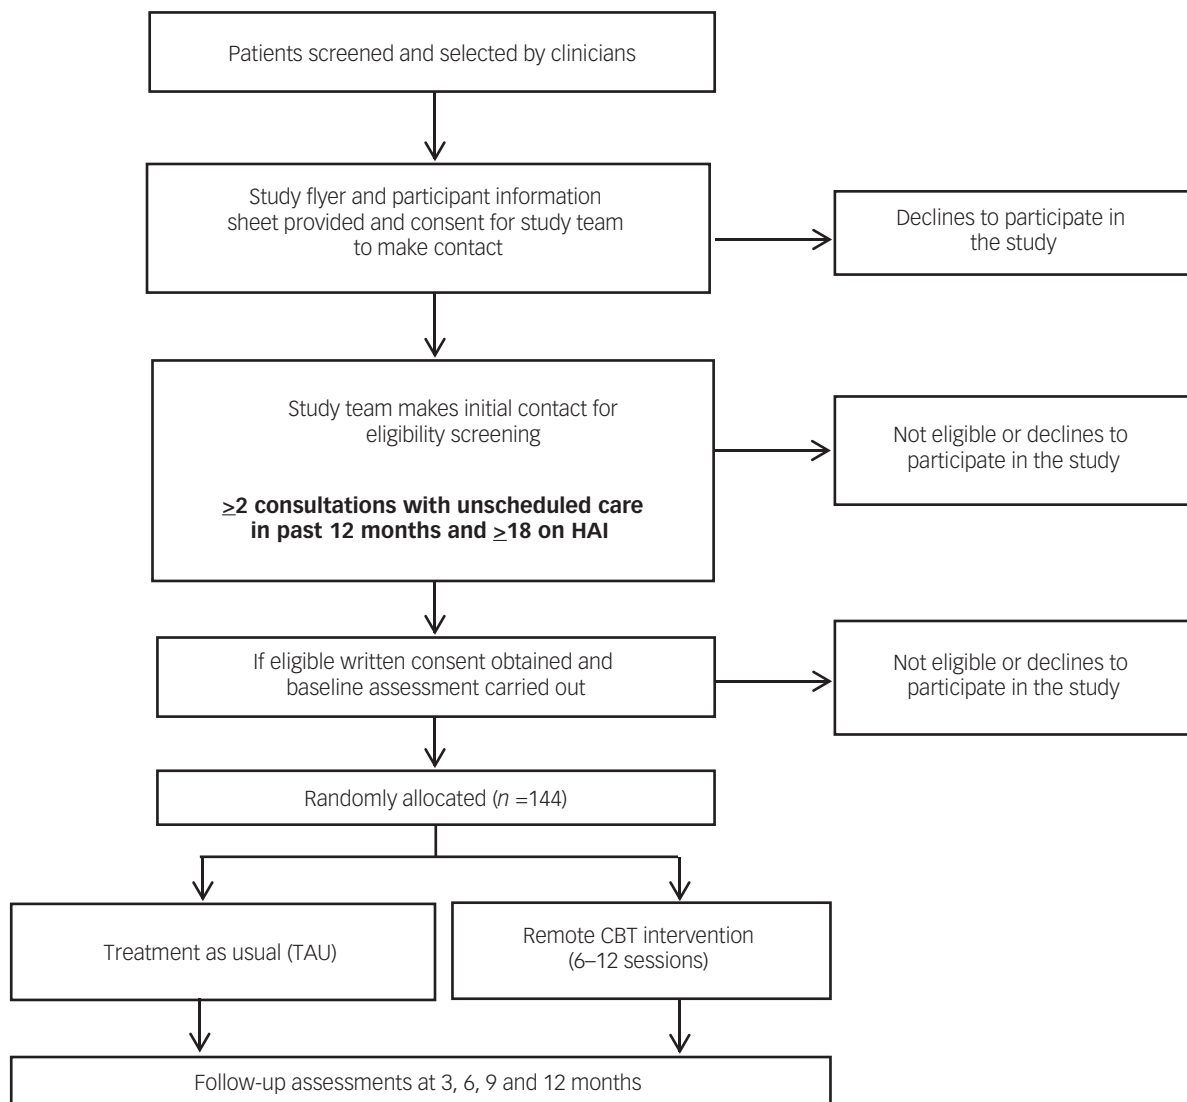 Patients screened and selected by clinicians
Study flyer and participant information
sheet provided and consent for study team
to make contact
Declines to participate in
the study
Study team makes initial contact for
eligibility screening
≥2 consultations with unscheduled care
in past 12 months and ≥18 on HAI
Not eligible or declines to
participate in the study
If eligible written consent obtained and
baseline assessment carried out
Not eligible or declines to
participate in the study
Randomly allocated (n =144)
Treatment as usual (TAU)
Remote CBT intervention
(6–12 sessions)
Follow-up assessments at 3, 6, 9 and 12 months